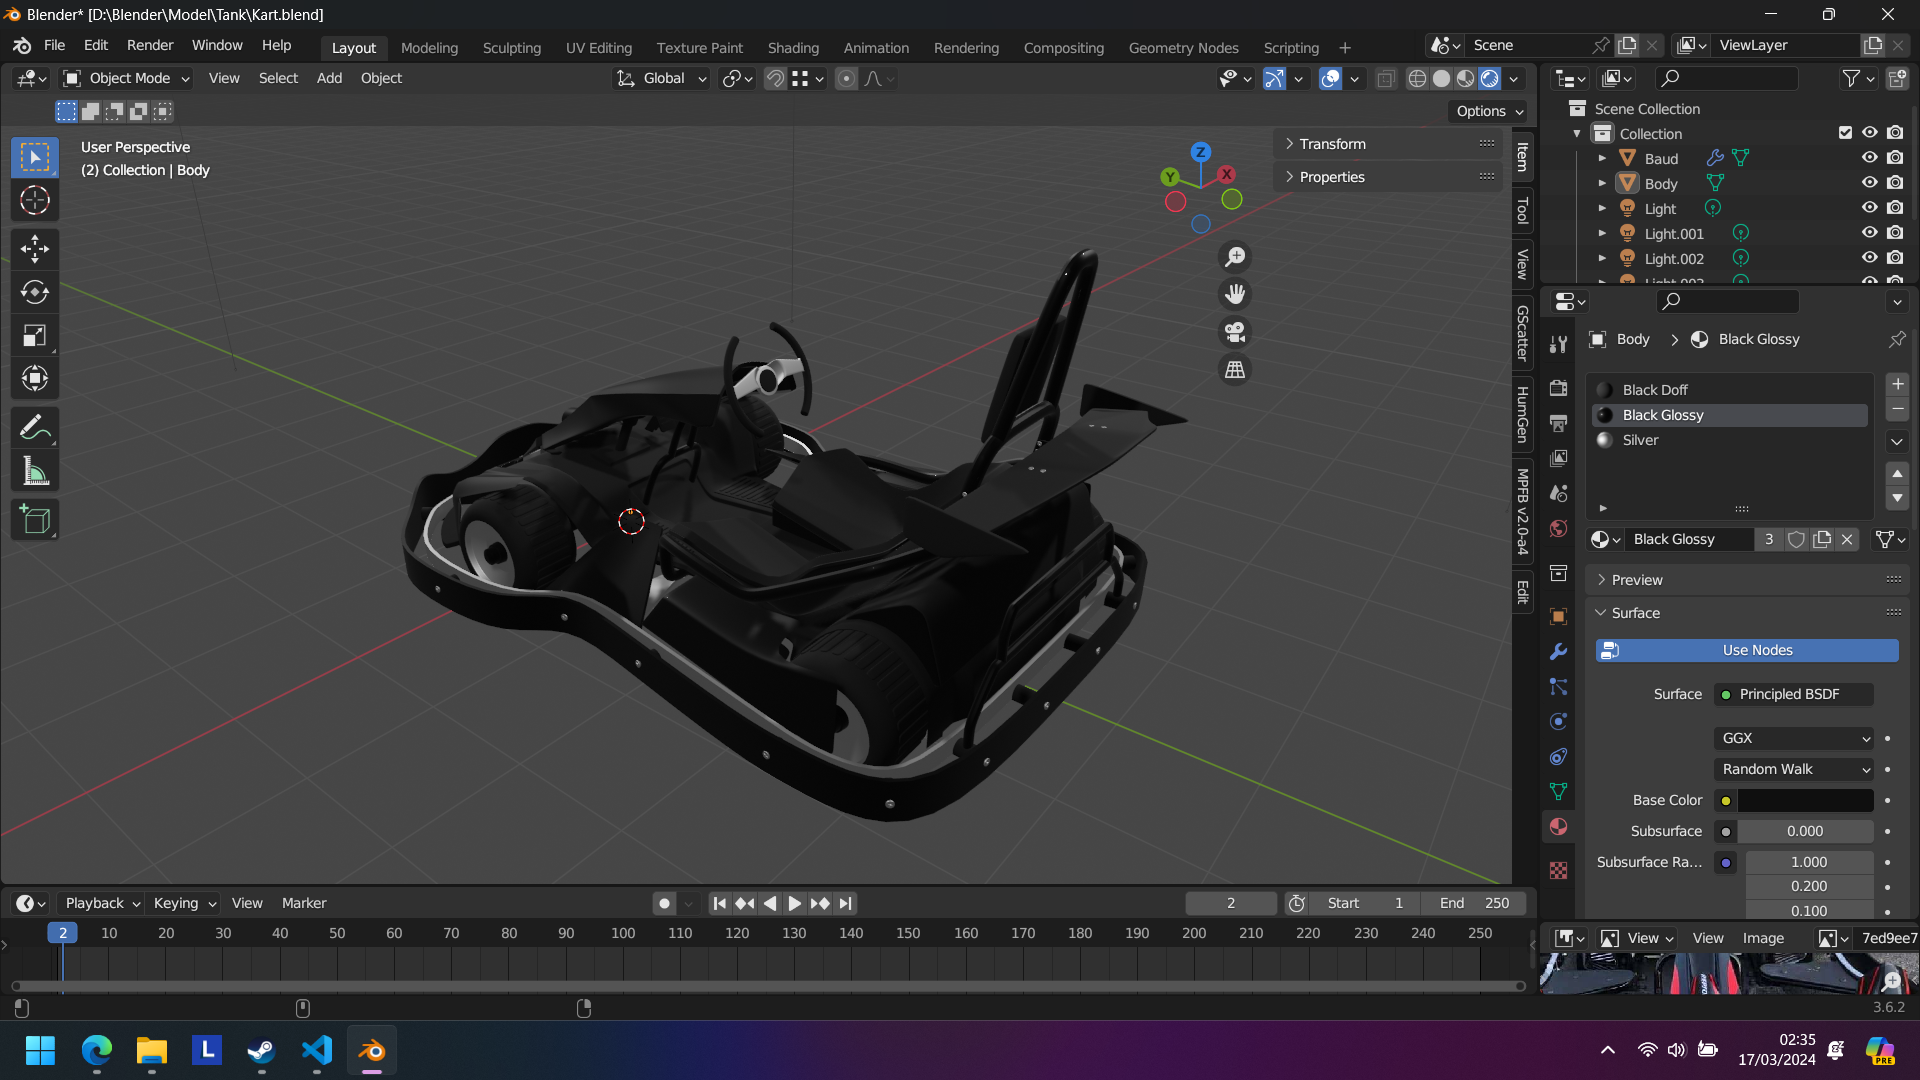 Blender* [D:\Blender\Model\Tank\Kart.blend]
File Edit Render Window Help
Layout Modeling Sculpting UV Editing Texture Paint Shading Animation Rendering Compositing Geometry Nodes Scripting
Scene
ViewLayer
Object Mode View Select Add Object
Global
Options
User Perspective
(2) Collection | Body
Transform
Properties
Z
Y
X
Item
Tool
View
GScatter
HumGen
MPFB v2.0-a4
Edit
Scene Collection
Collection
Baud
Body
Light
Light.001
Light.002
Body > Black Glossy
Black Doff
Black Glossy
Silver
Black Glossy 3
Preview
Surface
Use Nodes
Surface Principled BSDF
GGX
Random Walk
Base Color
Subsurface 0.000
Subsurface Ra... 1.000
0.200
0.100
Playback Keying View Marker
2 Start 1 End 250
2 10 20 30 40 50 60 70 80 90 100 110 120 130 140 150 160 170 180 190 200 210 220 230 240 250
View View Image 7ed9ee7
3.6.2
L
02:35
17/03/2024
PRE